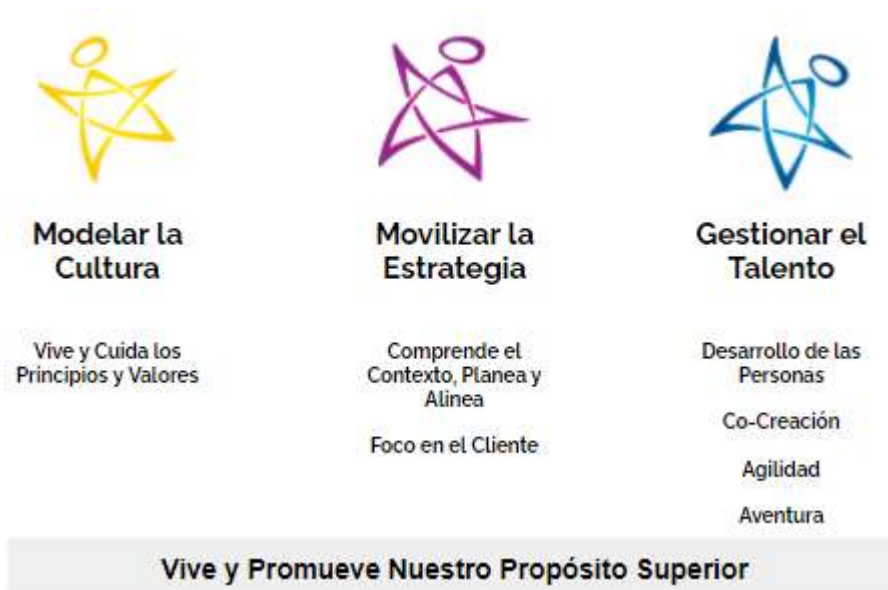 Modelar la
Cultura
Vive y Cuida los
Principios y Valores
Movilizar la
Estrategia
Comprende el
Contexto, Planea y
Alinea
Foco en el Cliente
Gestionar el
Talento
Desarrollo de las
Personas
Co-Creación
Agilidad
Aventura
Vive y Promueve Nuestro Propósito Superior